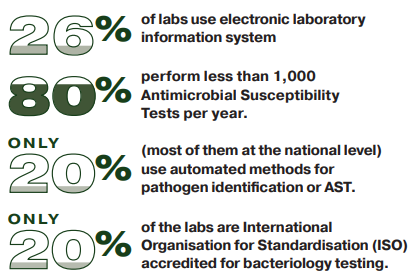 26% of labs use electronic laboratory
information system
80% perform less than 1,000
Antimicrobial Susceptibility
Tests per year.
ONLY
20% (most of them at the national level)
use automated methods for
pathogen identification or AST.
ONLY
20% of the labs are International
Organisation for Standardisation (ISO)
accredited for bacteriology testing.